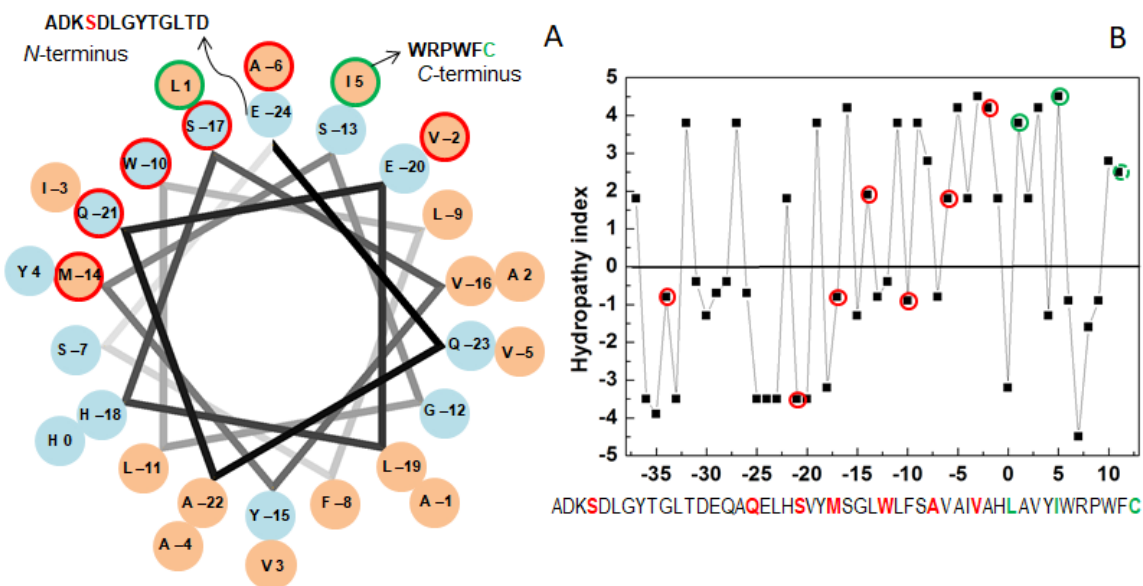 ADKSDLGYTGLTD
N-terminus
WRPWFC
C-terminus
A
B
A –6
I 5
L 1
E –24
S –17
S –13
V –2
W –10
E –20
I –3
Q –21
L –9
Y 4
M –14
V –16
A 2
S –7
Q –23
V –5
H –18
G –12
H 0
L –11
L –19
A –22
Y –15
F –8
A –1
A –4
V 3
Hydropathy index
5
4
3
2
1
0
-1
-2
-3
-4
-5
-35 -30 -25 -20 -15 -10 -5 0 5 10
ADKSDLGYTGLTDEQAQELHSVYMSGLWLFSAVAIVAHLAVYIWRPWFC